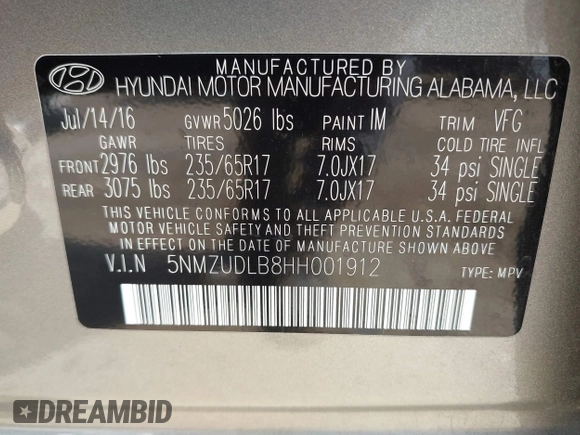 MANUFACTURED BY
HYUNDAI MOTOR MANUFACTURING ALABAMA, LLC
Jul/14/16 GVWR 5026 lbs PAINT IM TRIM VFG
GAWR TIRES RIMS COLD TIRE INFL
FRONT 2976 lbs 235/65R17 7.0JX17 34 psi SINGLE
REAR 3075 lbs 235/65R17 7.0JX17 34 psi SINGLE
THIS VEHICLE CONFORMS TO ALL APPLICABLE U.S.A. FEDERAL
MOTOR VEHICLE SAFETY AND THEFT PREVENTION STANDARDS
IN EFFECT ON THE DATE OF MANUFACTURE SHOWN ABOVE.
V.I.N 5NMZUDLB8HH001912 TYPE: MPV
DREAMBID